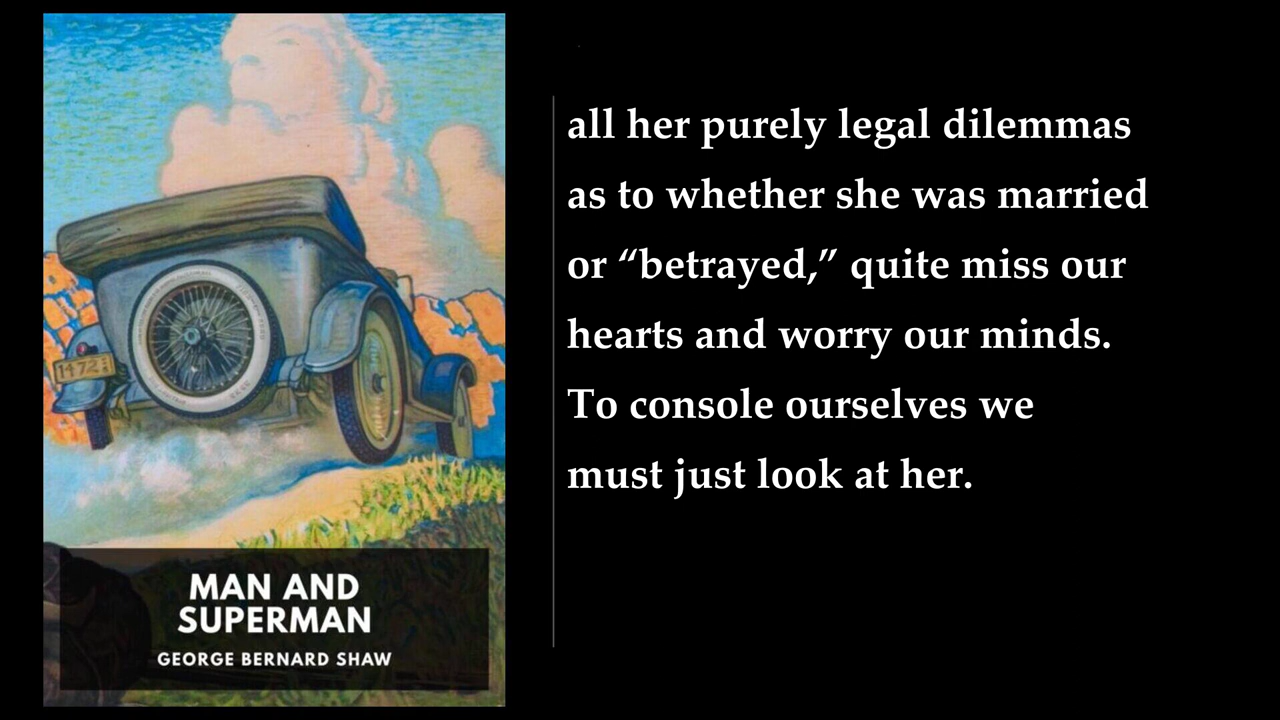 all her purely legal dilemmas
as to whether she was married
or “betrayed,” quite miss our
hearts and worry our minds.
To console ourselves we
must just look at her.
1472
MAN AND
SUPERMAN
GEORGE BERNARD SHAW